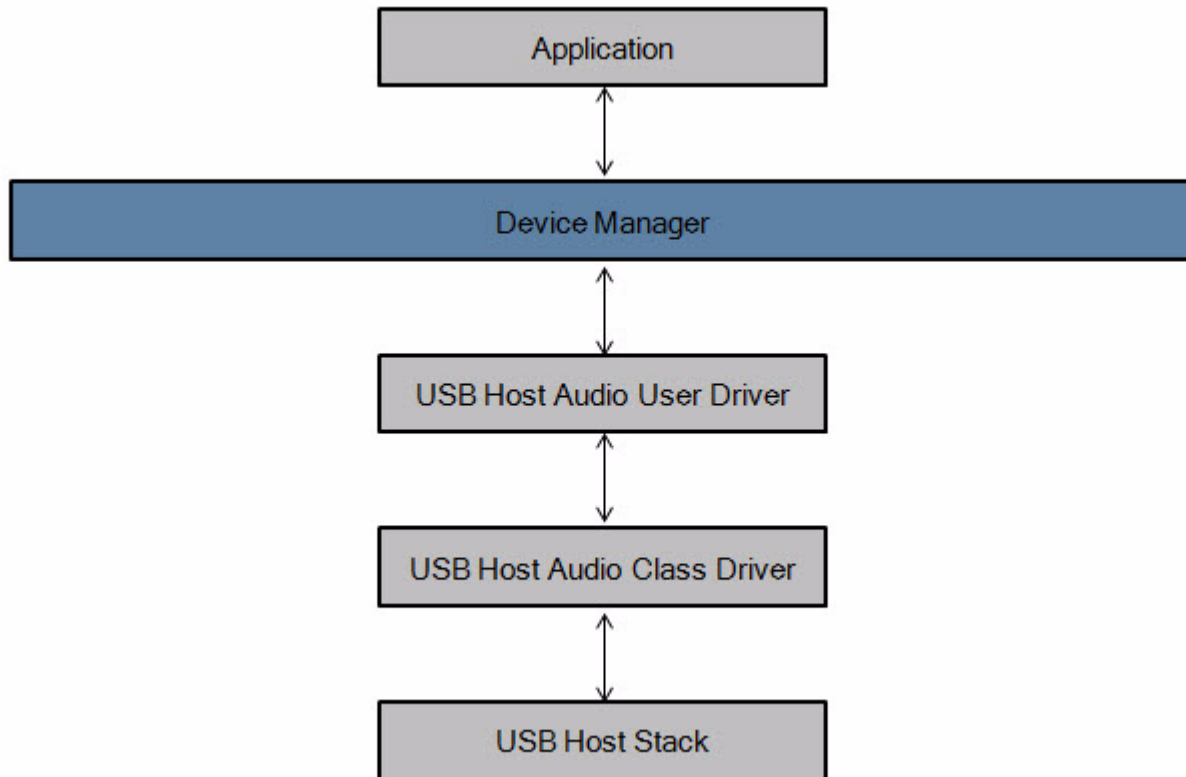 Application
Device Manager
USB Host Audio User Driver
USB Host Audio Class Driver
USB Host Stack